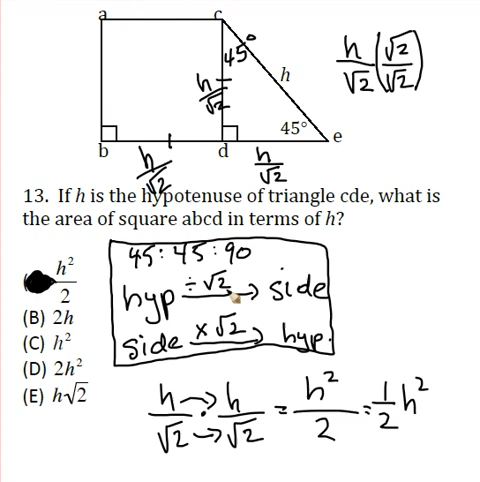 a c
45°
h
h/√2
h/√2 (√2/√2)
45°
b d e
h/√2
h/√2
13. If h is the hypotenuse of triangle cde, what is
the area of square abcd in terms of h?
h²/2
(B) 2h
(C) h²
(D) 2h²
(E) h√2
45:45:90
hyp ÷√2 → side
side ×√2 → hyp.
h/√2 · h/√2 = h²/2 = 1/2 h²